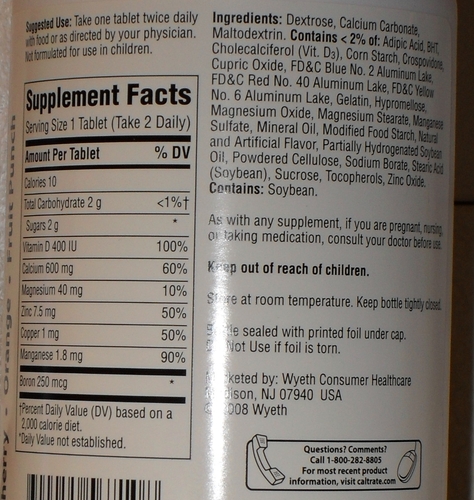 Suggested Use: Take one tablet twice daily
with food or as directed by your physician.
Not formulated for use in children.
Supplement Facts
Serving Size 1 Tablet (Take 2 Daily)
Amount Per Tablet % DV
Calories 10
Total Carbohydrate 2 g <1%†
Sugars 2 g *
Vitamin D 400 IU 100%
Calcium 600 mg 60%
Magnesium 40 mg 10%
Zinc 7.5 mg 50%
Copper 1 mg 50%
Manganese 1.8 mg 90%
Boron 250 mcg *
†Percent Daily Value (DV) based on a
2,000 calorie diet.
*Daily Value not established.
Ingredients: Dextrose, Calcium Carbonate,
Maltodextrin. Contains < 2% of: Adipic Acid, BHT,
Cholecalciferol (Vit. D3), Corn Starch, Crospovidone,
Cupric Oxide, FD&C Blue No. 2 Aluminum Lake,
FD&C Red No. 40 Aluminum Lake, FD&C Yellow
No. 6 Aluminum Lake, Gelatin, Hypromellose,
Magnesium Oxide, Magnesium Stearate, Manganese
Sulfate, Mineral Oil, Modified Food Starch, Natural
and Artificial Flavor, Partially Hydrogenated Soybean
Oil, Powdered Cellulose, Sodium Borate, Stearic Acid
(Soybean), Sucrose, Tocopherols, Zinc Oxide.
Contains: Soybean.
As with any supplement, if you are pregnant, nursing,
or taking medication, consult your doctor before use.
Keep out of reach of children.
Store at room temperature. Keep bottle tightly closed.
Bottle sealed with printed foil under cap.
Do Not Use if foil is torn.
Marketed by: Wyeth Consumer Healthcare
Madison, NJ 07940 USA
©2008 Wyeth
Questions? Comments?
Call 1-800-282-8805
For most recent product
information, visit caltrate.com
Cherry • Orange • Fruit Punch